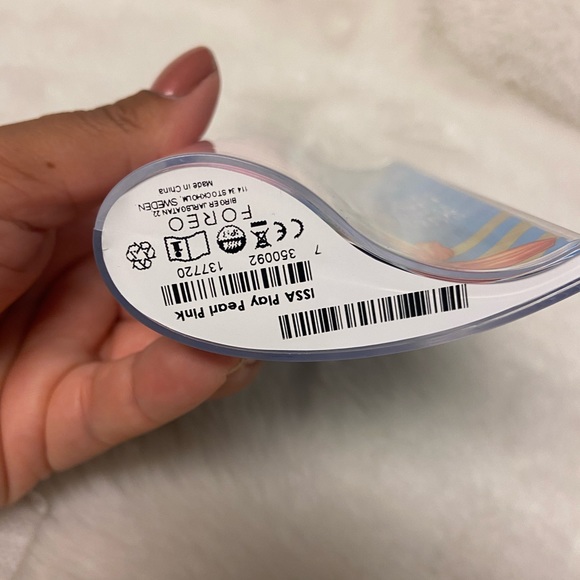 ISSA Play Pearl Pink
7 350092 137720
FOREO
BIRGER JARLSGATAN 22
114 34 STOCKHOLM, SWEDEN
Made in China